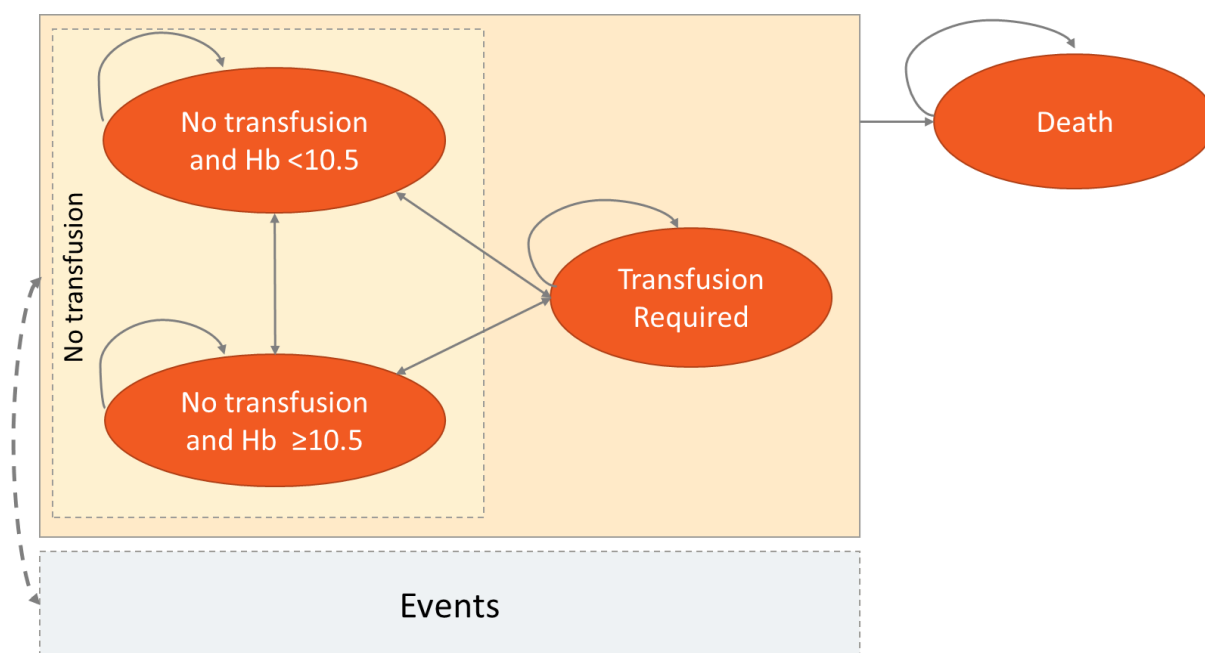 No transfusion
and Hb <10.5
Death
No transfusion
Transfusion
Required
No transfusion
and Hb  ≥10.5
Events